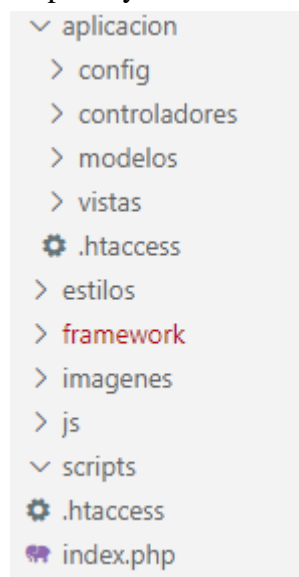 aplicacion
config
controladores
modelos
vistas
.htaccess
estilos
framework
imagenes
js
scripts
.htaccess
index.php